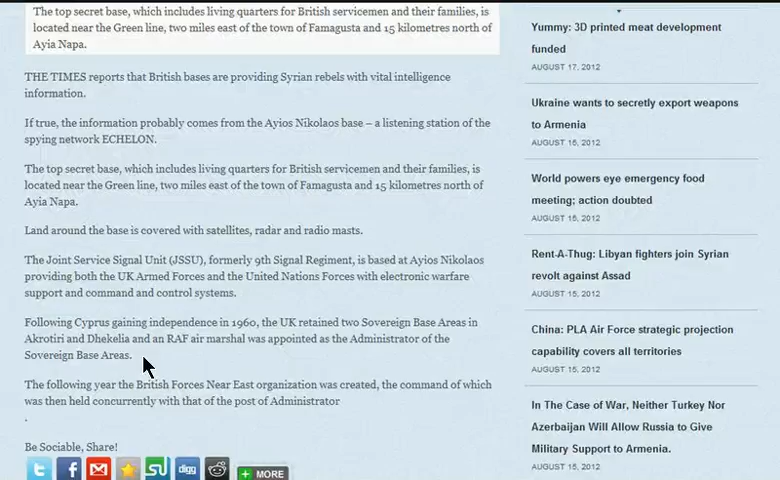 The top secret base, which includes living quarters for British servicemen and their families, is
located near the Green line, two miles east of the town of Famagusta and 15 kilometres north of
Ayia Napa.
THE TIMES reports that British bases are providing Syrian rebels with vital intelligence
information.
If true, the information probably comes from the Ayios Nikolaos base – a listening station of the
spying network ECHELON.
The top secret base, which includes living quarters for British servicemen and their families, is
located near the Green line, two miles east of the town of Famagusta and 15 kilometres north of
Ayia Napa.
Land around the base is covered with satellites, radar and radio masts.
The Joint Service Signal Unit (JSSU), formerly 9th Signal Regiment, is based at Ayios Nikolaos
providing both the UK Armed Forces and the United Nations Forces with electronic warfare
support and command and control systems.
Following Cyprus gaining independence in 1960, the UK retained two Sovereign Base Areas in
Akrotiri and Dhekelia and an RAF air marshal was appointed as the Administrator of the
Sovereign Base Areas.
The following year the British Forces Near East organization was created, the command of which
was then held concurrently with that of the post of Administrator
.
Be Sociable, Share!
digg
+ MORE
Yummy: 3D printed meat development
funded
AUGUST 17, 2012
Ukraine wants to secretly export weapons
to Armenia
AUGUST 16, 2012
World powers eye emergency food
meeting; action doubted
AUGUST 16, 2012
Rent-A-Thug: Libyan fighters join Syrian
revolt against Assad
AUGUST 15, 2012
China: PLA Air Force strategic projection
capability covers all territories
AUGUST 15, 2012
In The Case of War, Neither Turkey Nor
Azerbaijan Will Allow Russia to Give
Military Support to Armenia.
AUGUST 15, 2012